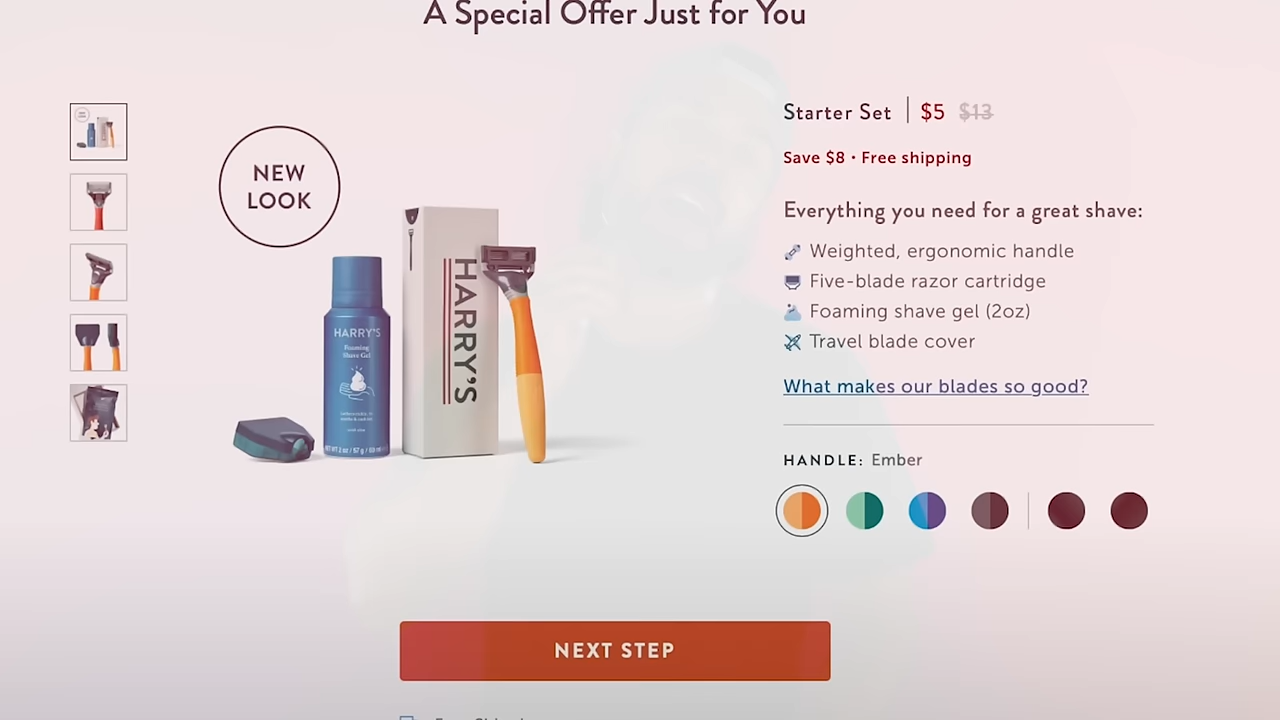 A Special Offer Just for You
NEW
LOOK
HARRY'S
Foaming
Shave Gel
HARRY'S
Starter Set | $5 $13
Save $8 · Free shipping
Everything you need for a great shave:
Weighted, ergonomic handle
Five-blade razor cartridge
Foaming shave gel (2oz)
Travel blade cover
What makes our blades so good?
HANDLE: Ember
NEXT STEP